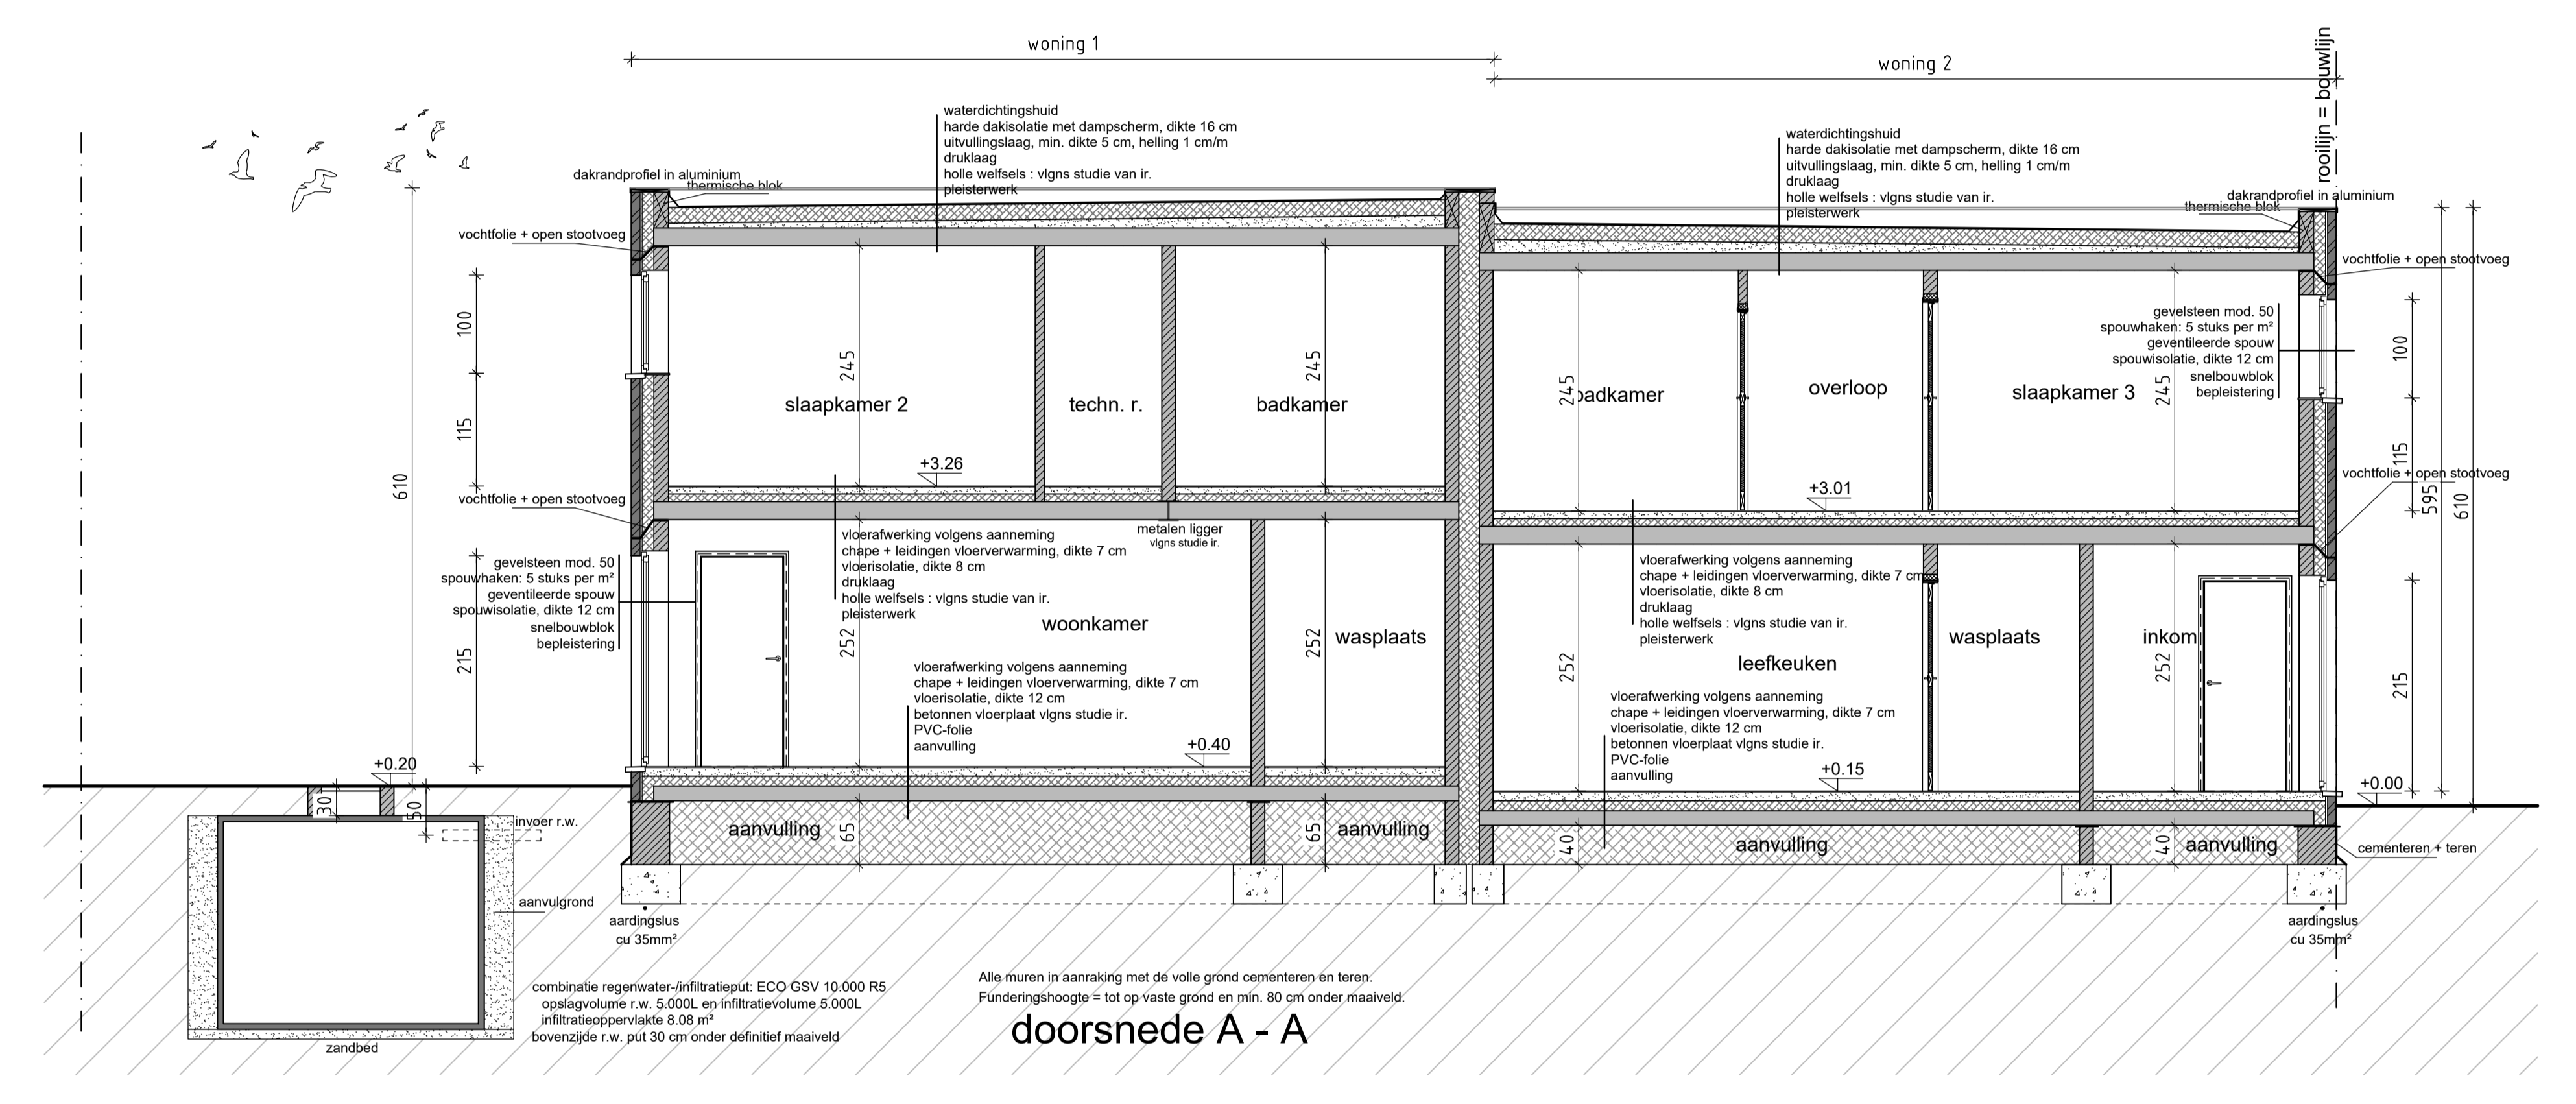 woning 1
woning 2
rooilijn = bouwlijn
waterdichtingshuid
harde dakisolatie met dampscherm, dikte 16 cm
uitvullingslaag, min. dikte 5 cm, helling 1 cm/m
druklaag
holle welfsels : vlgns studie van ir.
pleisterwerk
waterdichtingshuid
harde dakisolatie met dampscherm, dikte 16 cm
uitvullingslaag, min. dikte 5 cm, helling 1 cm/m
druklaag
holle welfsels : vlgns studie van ir.
pleisterwerk
dakrandprofiel in aluminium
thermische blok
dakrandprofiel in aluminium
thermische blok
vochtfolie + open stootvoeg
vochtfolie + open stootvoeg
100
115
610
245
245
245
245
slaapkamer 2
techn. r.
badkamer
badkamer
overloop
slaapkamer 3
gevelsteen mod. 50
spouwhaken: 5 stuks per m²
geventileerde spouw
spouwisolatie, dikte 12 cm
snelbouwblok
bepleistering
100
115
595
610
+3.26
+3.01
vochtfolie + open stootvoeg
vochtfolie + open stootvoeg
metalen ligger
vlgns studie ir.
vloerafwerking volgens aanneming
chape + leidingen vloerverwarming, dikte 7 cm
vloerisolatie, dikte 8 cm
druklaag
holle welfsels : vlgns studie van ir.
pleisterwerk
vloerafwerking volgens aanneming
chape + leidingen vloerverwarming, dikte 7 cm
vloerisolatie, dikte 8 cm
druklaag
holle welfsels : vlgns studie van ir.
pleisterwerk
gevelsteen mod. 50
spouwhaken: 5 stuks per m²
geventileerde spouw
spouwisolatie, dikte 12 cm
snelbouwblok
bepleistering
215
252
252
252
252
215
woonkamer
wasplaats
leefkeuken
wasplaats
inkom
vloerafwerking volgens aanneming
chape + leidingen vloerverwarming, dikte 7 cm
vloerisolatie, dikte 12 cm
betonnen vloerplaat vlgns studie ir.
PVC-folie
aanvulling
vloerafwerking volgens aanneming
chape + leidingen vloerverwarming, dikte 7 cm
vloerisolatie, dikte 12 cm
betonnen vloerplaat vlgns studie ir.
PVC-folie
aanvulling
+0.20
+0.40
+0.15
+0.00
30
50
invoer r.w.
aanvulling
65
65
aanvulling
40
aanvulling
40
aanvulling
cementeren + teren
aanvulgrond
aardingslus
cu 35mm²
aardingslus
cu 35mm²
zandbed
combinatie regenwater-/infiltratieput: ECO GSV 10.000 R5
opslagvolume r.w. 5.000L en infiltratievolume 5.000L
infiltratieoppervlakte 8.08 m²
bovenzijde r.w. put 30 cm onder definitief maaiveld
Alle muren in aanraking met de volle grond cementeren en teren.
Funderingshoogte = tot op vaste grond en min. 80 cm onder maaiveld.
doorsnede A - A